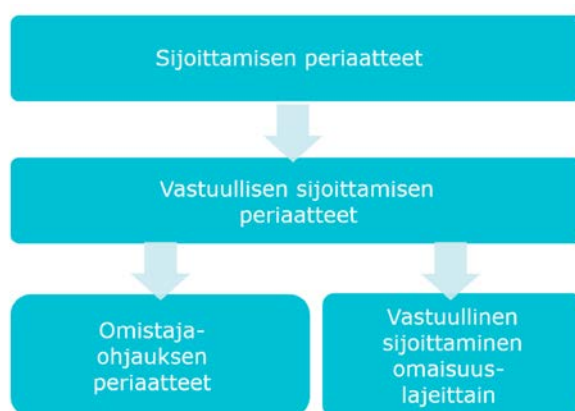 Sijoittamisen periaatteet
Vastuullisen sijoittamisen
periaatteet
Omistaja-
ohjauksen
periaatteet
Vastuullinen
sijoittaminen
omaisuus-
lajeittain